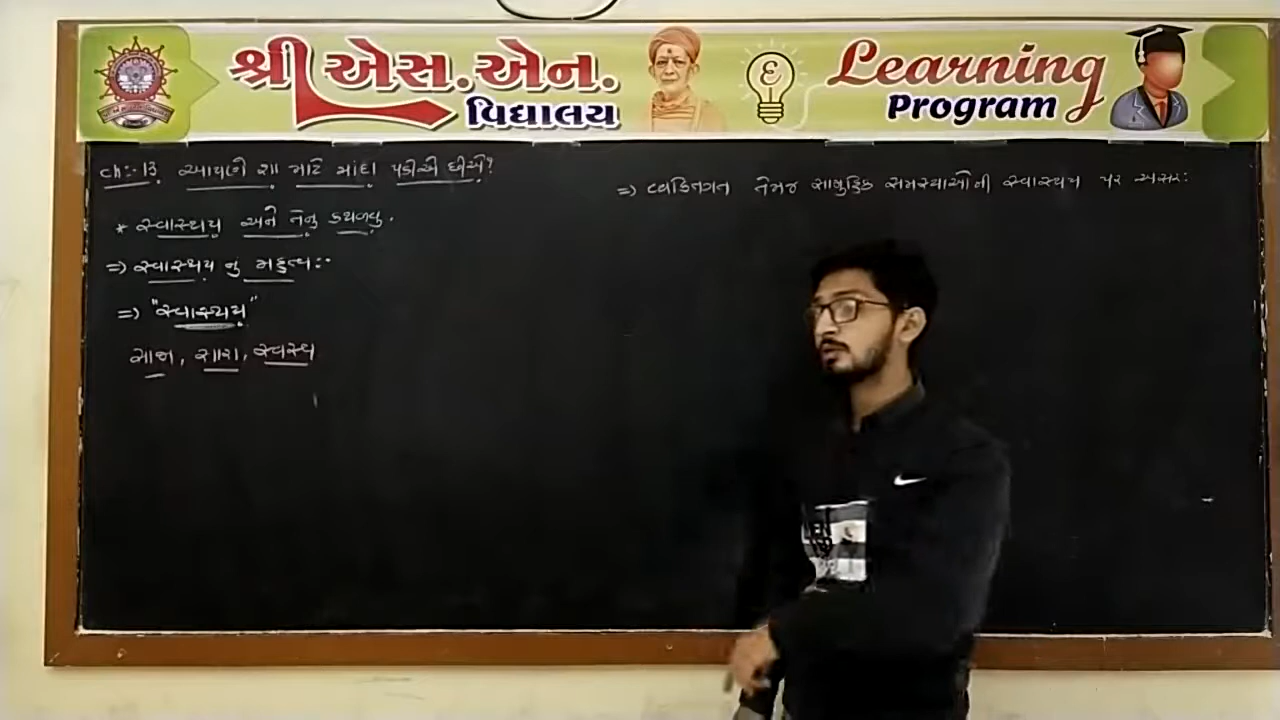 શ્રી એસ.એન.
વિદ્યાલય
Learning
Program
ch:-13 આપણે શા માટે માંદા પડીએ છીએ?
* સ્વાસ્થ્ય અને તેનુ કથળવુ.
=> સ્વાસ્થ્ય નું મહત્વ:-
=> "સ્વાસ્થ્ય"
સાજા, સારા, સ્વસ્થ
=> વ્યક્તિગત તેમજ સામુહિક સમસ્યાઓની સ્વાસ્થ્ય પર અસર: